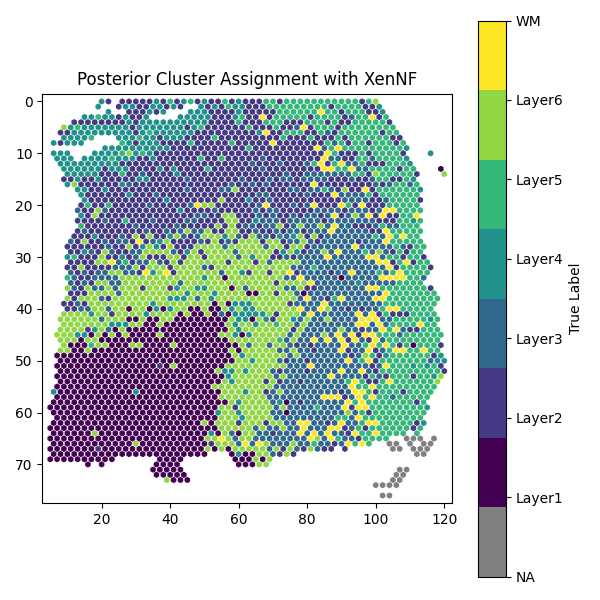 Posterior Cluster Assignment with XenNF
0
10
20
30
40
50
60
70
20
40
60
80
100
120
WM
Layer6
Layer5
Layer4
Layer3
Layer2
Layer1
NA
True Label